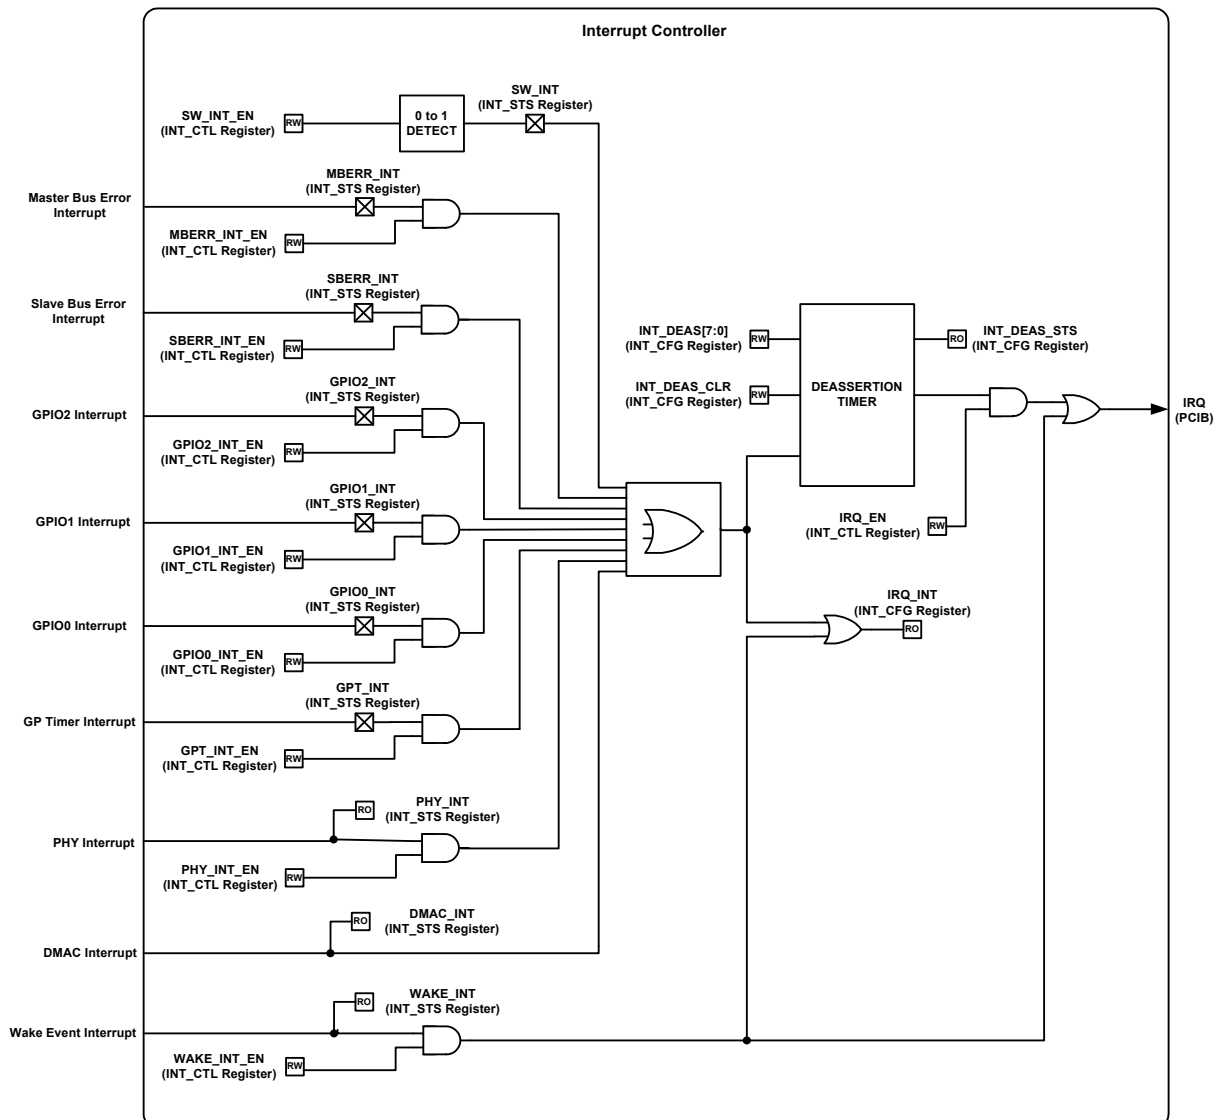 Interrupt Controller
SW_INT
(INT_STS Register)
SW_INT_EN
(INT_CTL Register)
RW
0 to 1
DETECT
MBERR_INT
(INT_STS Register)
Master Bus Error
Interrupt
MBERR_INT_EN
(INT_CTL Register)
RW
SBERR_INT
(INT_STS Register)
Slave Bus Error
Interrupt
SBERR_INT_EN
(INT_CTL Register)
RW
INT_DEAS[7:0]
(INT_CFG Register)
RW
INT_DEAS_CLR
(INT_CFG Register)
RW
DEASSERTION
TIMER
RO
INT_DEAS_STS
(INT_CFG Register)
IRQ
(PCIB)
GPIO2_INT
(INT_STS Register)
GPIO2 Interrupt
GPIO2_INT_EN
(INT_CTL Register)
RW
GPIO1_INT
(INT_STS Register)
GPIO1 Interrupt
GPIO1_INT_EN
(INT_CTL Register)
RW
IRQ_EN
(INT_CTL Register)
RW
GPIO0_INT
(INT_STS Register)
GPIO0 Interrupt
GPIO0_INT_EN
(INT_CTL Register)
RW
IRQ_INT
(INT_CFG Register)
RO
GPT_INT
(INT_STS Register)
GP Timer Interrupt
GPT_INT_EN
(INT_CTL Register)
RW
RO
PHY_INT
(INT_STS Register)
PHY Interrupt
PHY_INT_EN
(INT_CTL Register)
RW
RO
DMAC_INT
(INT_STS Register)
DMAC Interrupt
RO
WAKE_INT
(INT_STS Register)
Wake Event Interrupt
WAKE_INT_EN
(INT_CTL Register)
RW